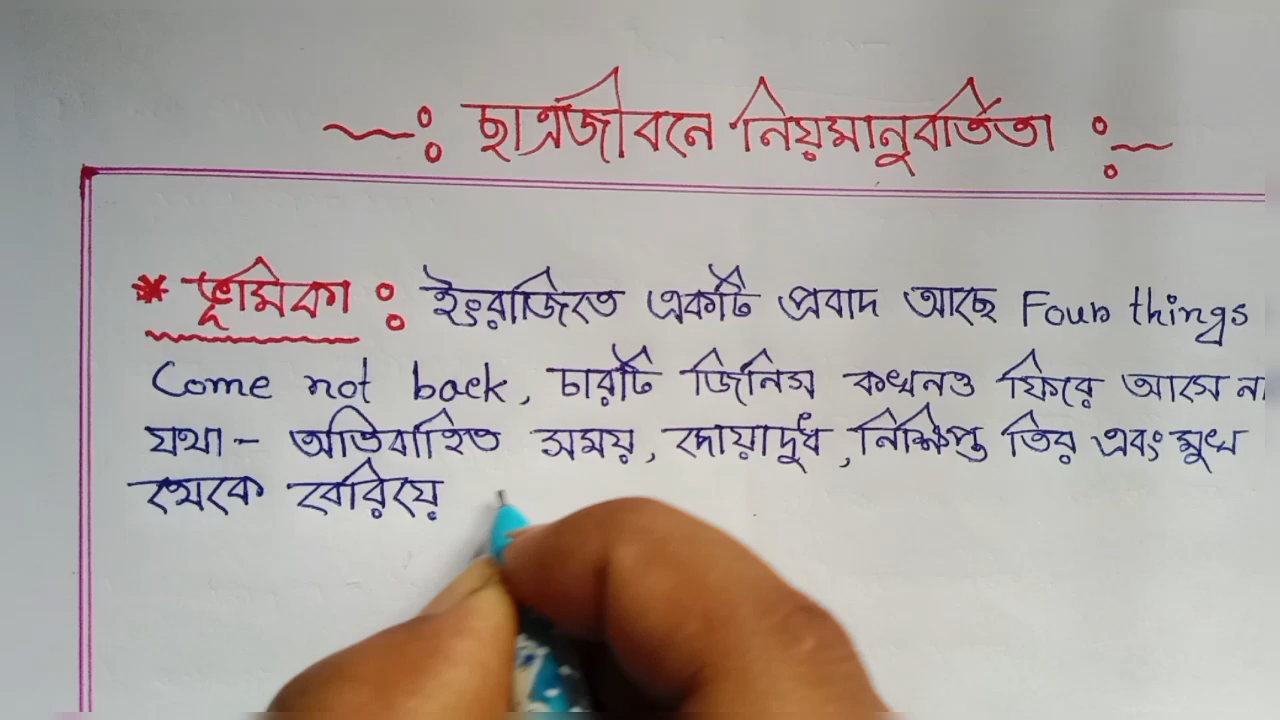 ~: ছাত্রজীবনে নিয়মানুবর্তিতা :~
* ভূমিকা : ইংরাজিতে একটি প্রবাদ আছে Four things
Come not back, চারটি জিনিস কখনও ফিরে আসে না
যথা - অতিবাহিত সময়, দোয়াদুধ, নিক্ষিপ্ত তির এবং মুখ
থেকে বেরিয়ে